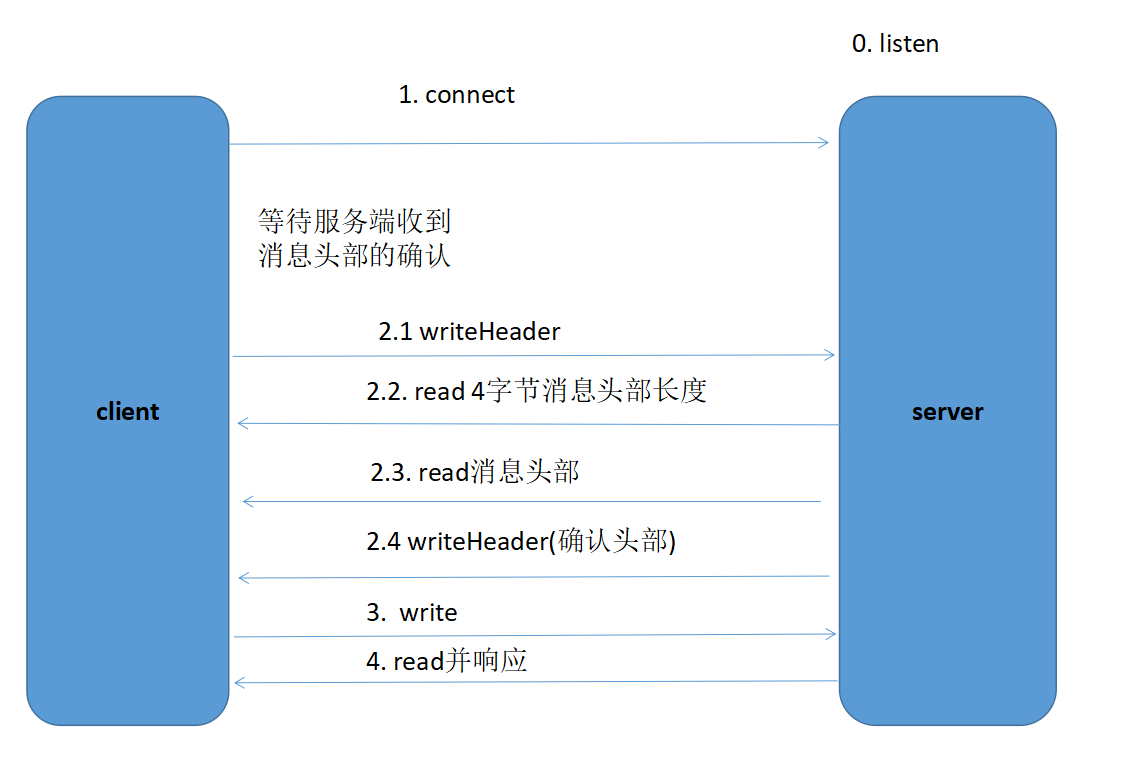 0. listen
1. connect
等待服务端收到
消息头部的确认
2.1 writeHeader
2.2. read 4字节消息头部长度
client
server
2.3. read消息头部
2.4 writeHeader(确认头部)
3. write
4. read并响应